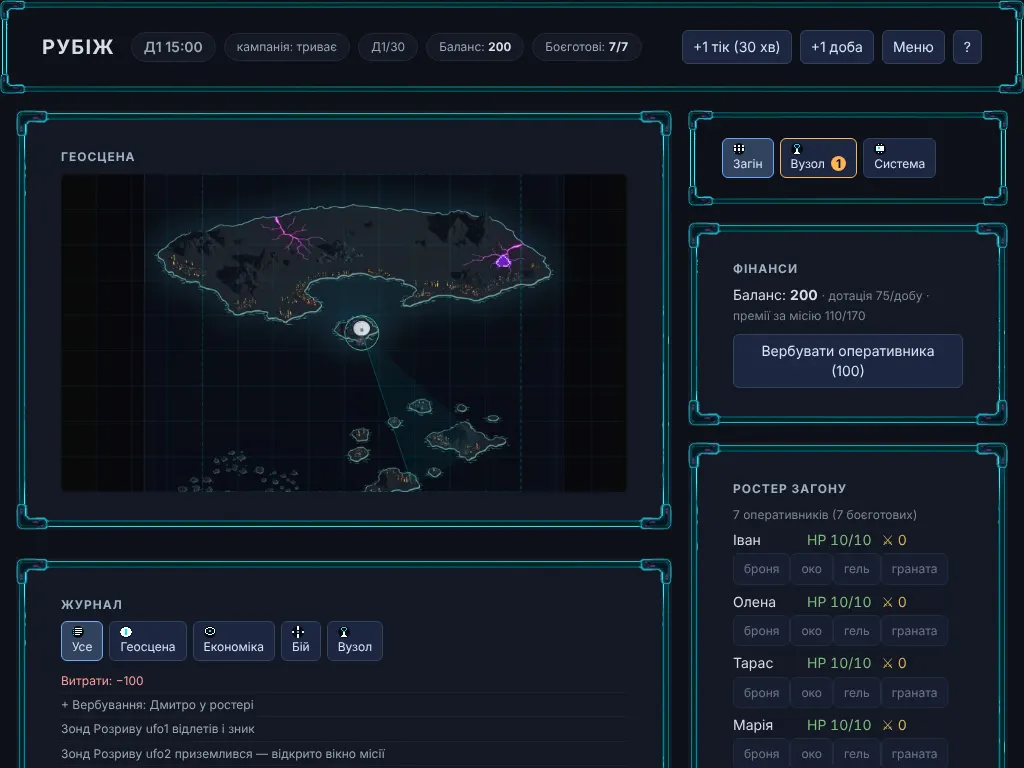 РУБІЖ
Д1 15:00
кампанія: триває
Д1/30
Баланс: 200
Боєготові: 7/7
+1 тік (30 хв)
+1 доба
Меню
?
ГЕОСЦЕНА
Загін
Вузол 1
Система
ФІНАНСИ
Баланс: 200 · дотація 75/добу ·
премії за місію 110/170
Вербувати оперативника
(100)
РОСТЕР ЗАГОНУ
7 оперативників (7 боєготових)
Іван HP 10/10 ⚔ 0
броня око гель граната
Олена HP 10/10 ⚔ 0
броня око гель граната
Тарас HP 10/10 ⚔ 0
броня око гель граната
Марія HP 10/10 ⚔ 0
броня око гель граната
ЖУРНАЛ
Усе
Геосцена
Економіка
Бій
Вузол
Витрати: −100
+ Вербування: Дмитро у ростері
Зонд Розриву ufo1 відлетів і зник
Зонд Розриву ufo2 приземлився — відкрито вікно місії